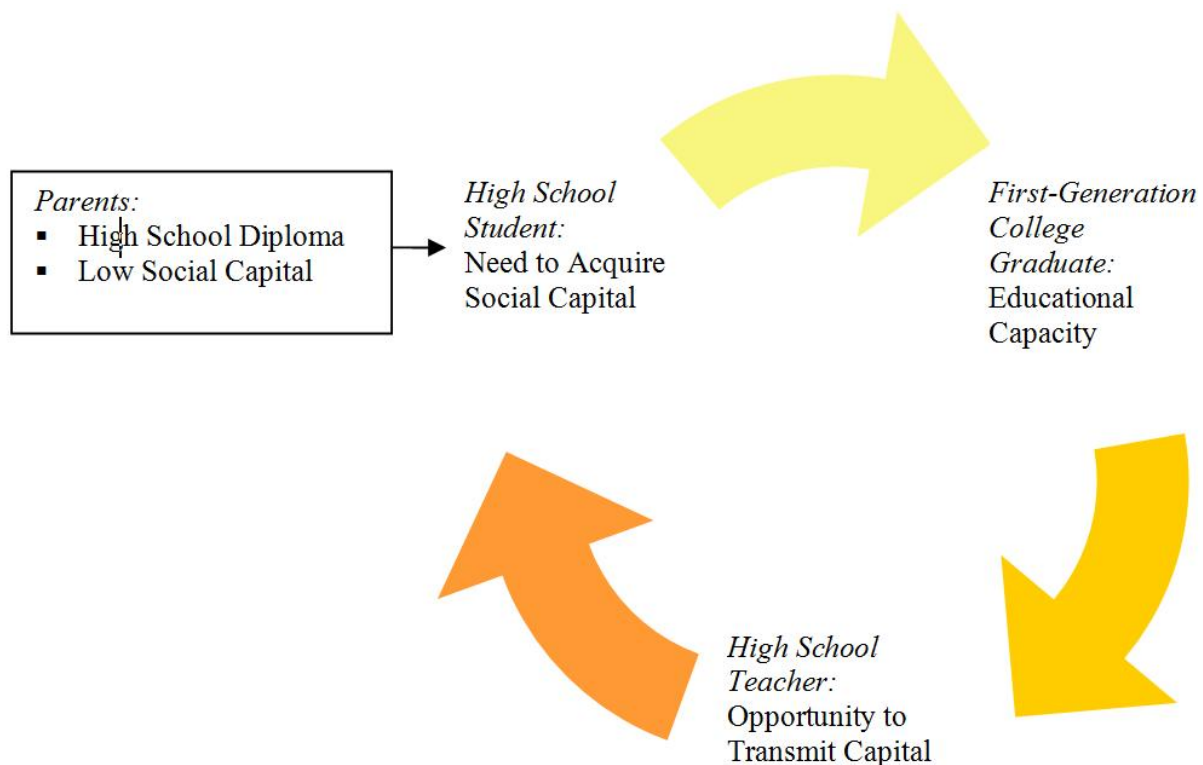 Parents:
▪ High School Diploma
▪ Low Social Capital
High School
Student:
Need to Acquire
Social Capital
First-Generation
College
Graduate:
Educational
Capacity
High School
Teacher:
Opportunity to
Transmit Capital